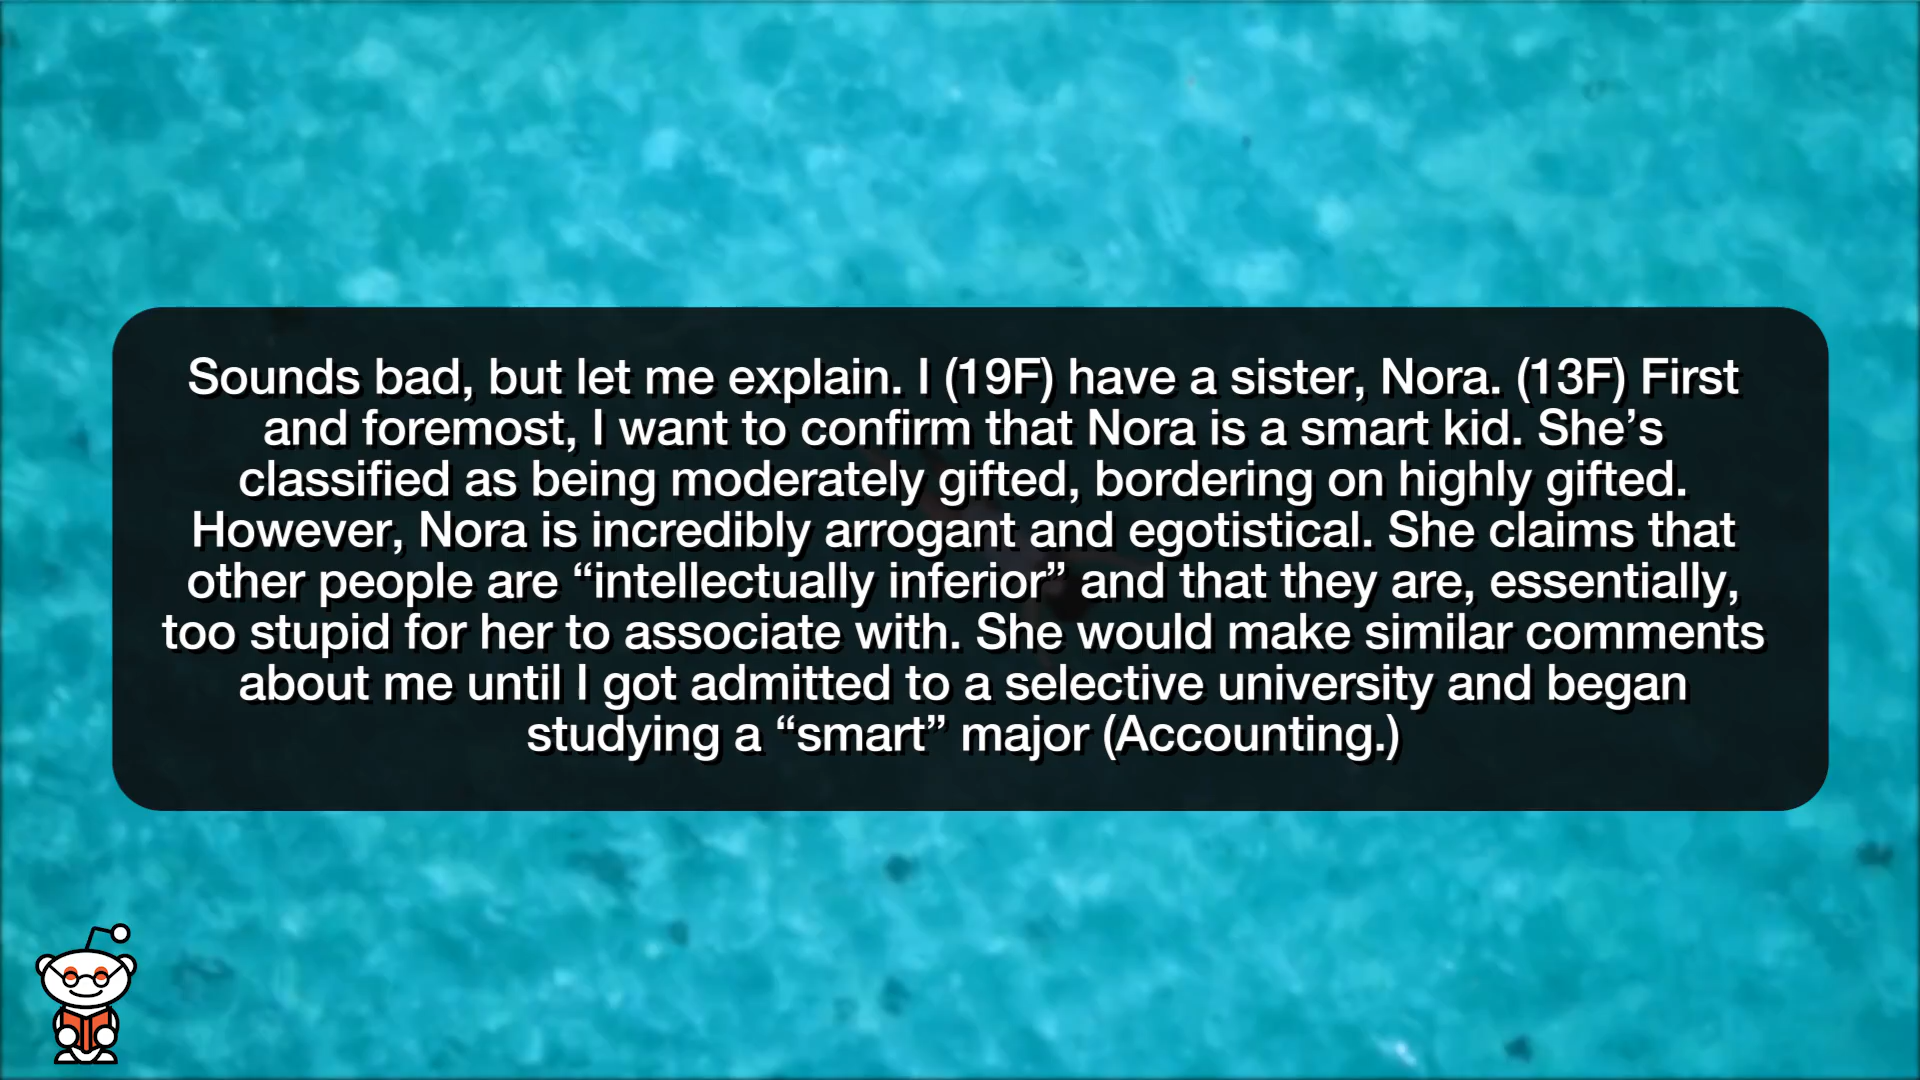 Sounds bad, but let me explain. I (19F) have a sister, Nora. (13F) First
and foremost, I want to confirm that Nora is a smart kid. She’s
classified as being moderately gifted, bordering on highly gifted.
However, Nora is incredibly arrogant and egotistical. She claims that
other people are “intellectually inferior” and that they are, essentially,
too stupid for her to associate with. She would make similar comments
about me until I got admitted to a selective university and began
studying a “smart” major (Accounting.)